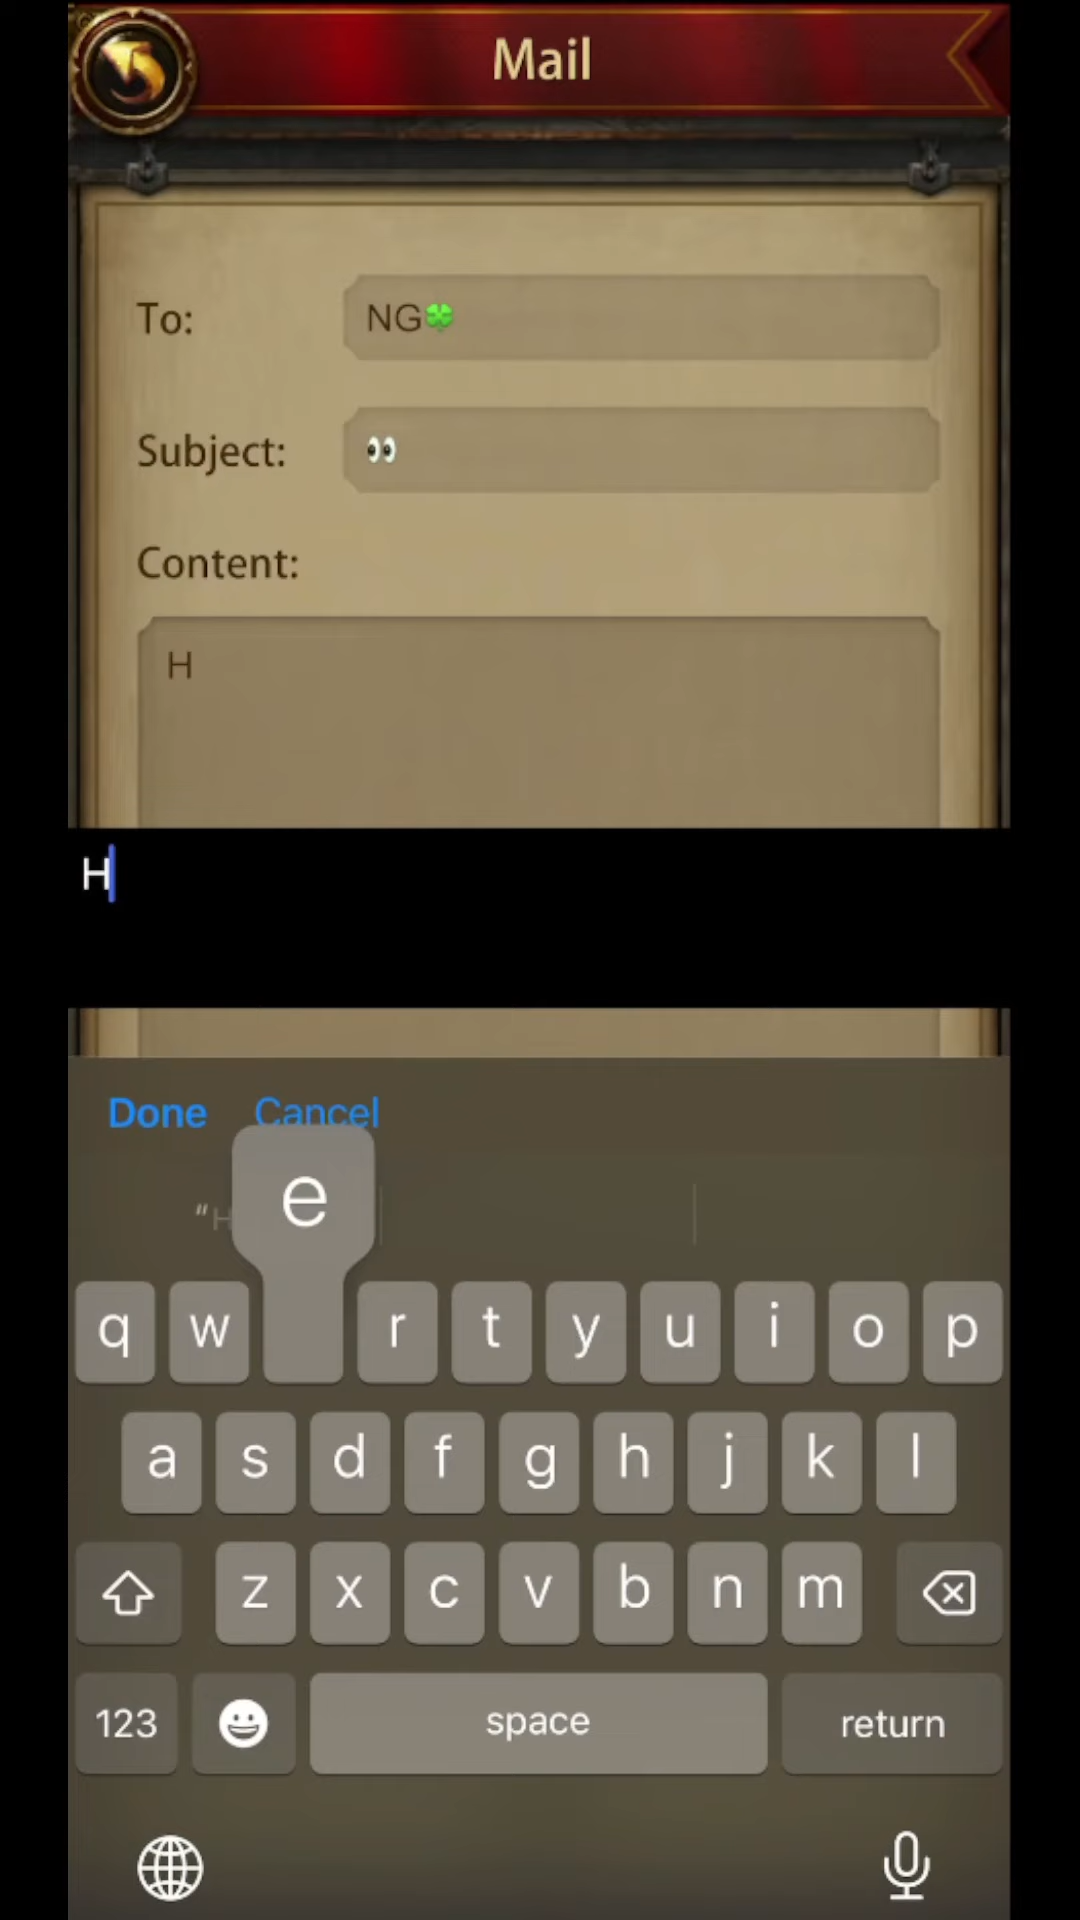 Mail
To: NG🍀
Subject: 👀
Content:
H
H
Done Cancel
"H
e
q w r t y u i o p
a s d f g h j k l
z x c v b n m
123 space return